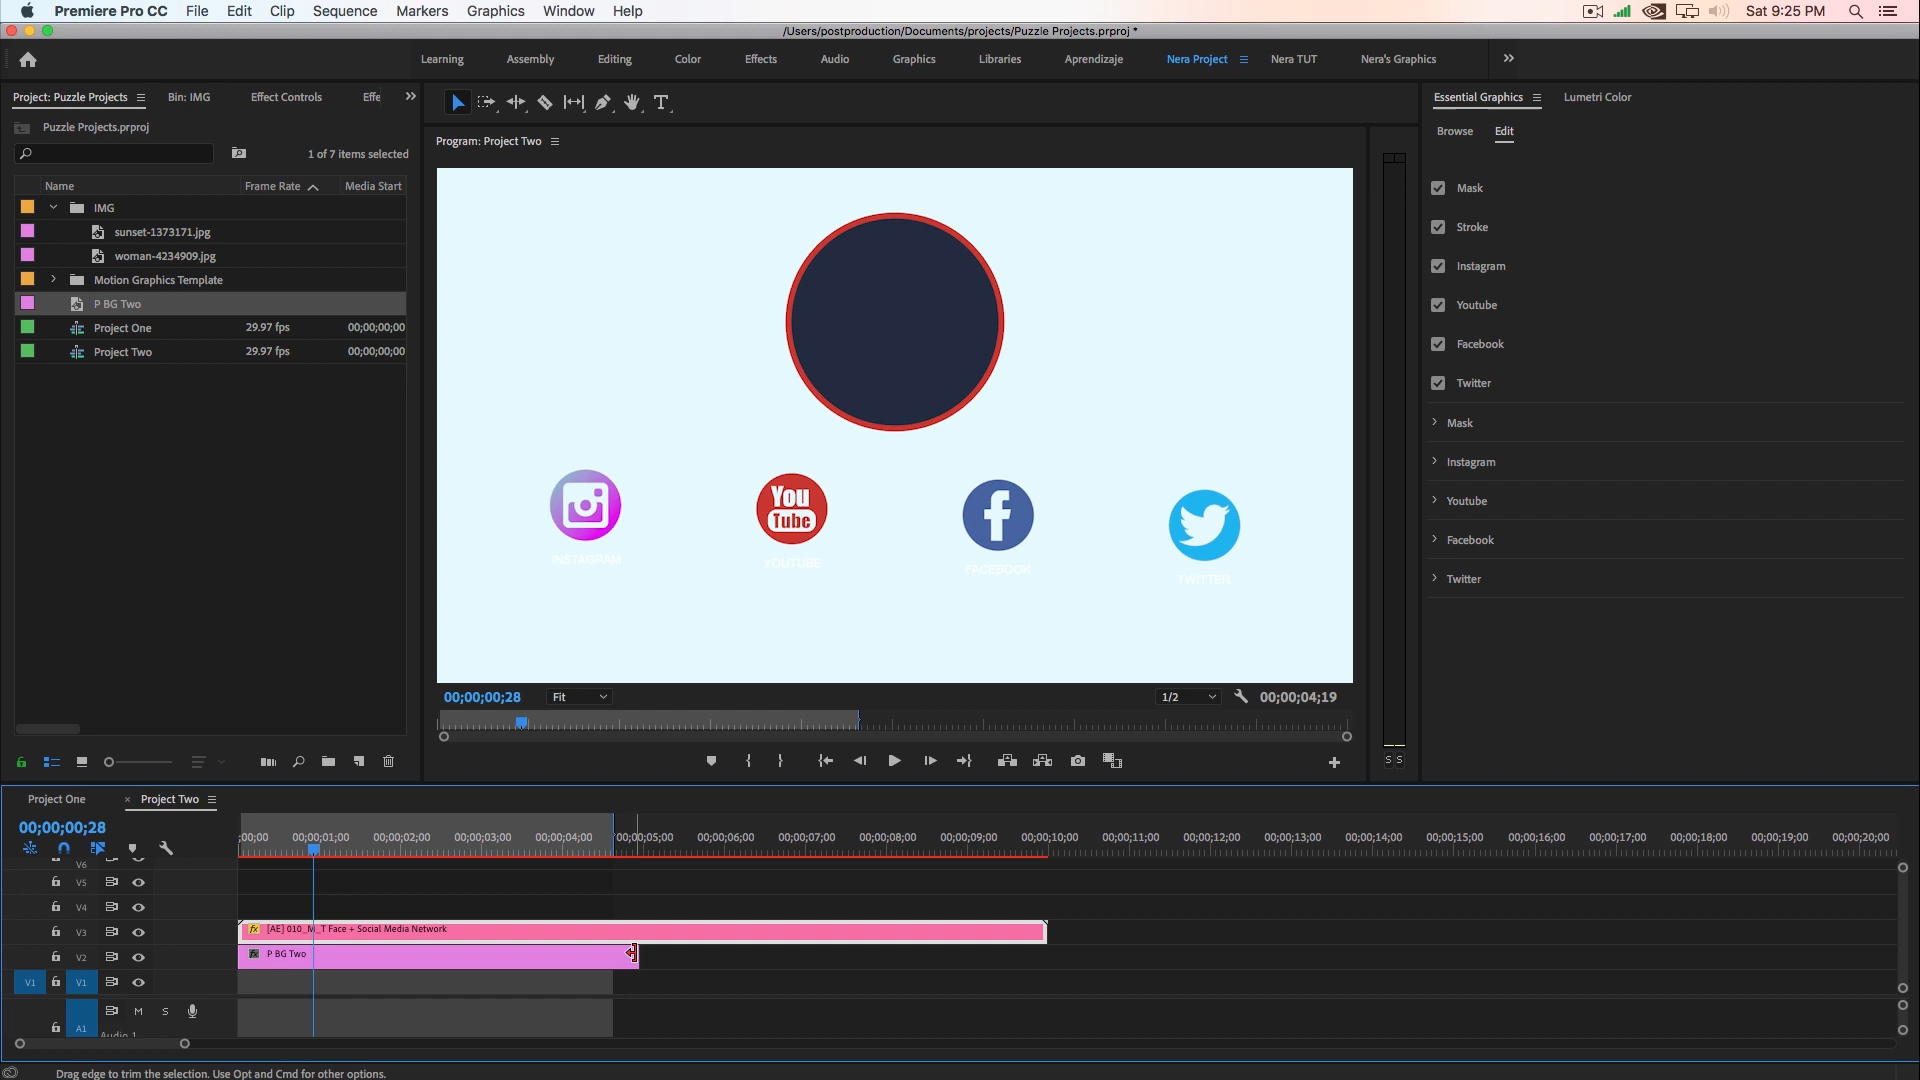 Premiere Pro CC File Edit Clip Sequence Markers Graphics Window Help Sat 9:25 PM
/Users/postproduction/Documents/projects/Puzzle Projects.prproj *
Learning Assembly Editing Color Effects Audio Graphics Libraries Aprendizaje Nera Project Nera TUT Nera's Graphics
Project: Puzzle Projects Bin: IMG Effect Controls Effe
Puzzle Projects.prproj
1 of 7 items selected
Name Frame Rate Media Start
IMG
sunset-1373171.jpg
woman-4234909.jpg
Motion Graphics Template
P BG Two
Project One 29.97 fps 00;00;00;00
Project Two 29.97 fps 00;00;00;00
Program: Project Two
You
Tube
INSTAGRAM
YOUTUBE
FACEBOOK
TWITTER
00;00;00;28 Fit 1/2 00;00;04;19
S S
Essential Graphics Lumetri Color
Browse Edit
Mask
Stroke
Instagram
Youtube
Facebook
Twitter
Mask
Instagram
Youtube
Facebook
Twitter
Project One × Project Two
00;00;00;28
;00;00 00;00;01;00 00;00;02;00 00;00;03;00 00;00;04;00 00;00;05;00 00;00;06;00 00;00;07;00 00;00;08;00 00;00;09;00 00;00;10;00 00;00;11;00 00;00;12;00 00;00;13;00 00;00;14;00 00;00;15;00 00;00;16;00 00;00;17;00 00;00;18;00 00;00;19;00 00;00;20;00
V6
V5
V4
V3 fx [AE] 010_M_T Face + Social Media Network
V2 fx P BG Two
V1 V1
M S
A1 Audio 1
Drag edge to trim the selection. Use Opt and Cmd for other options.